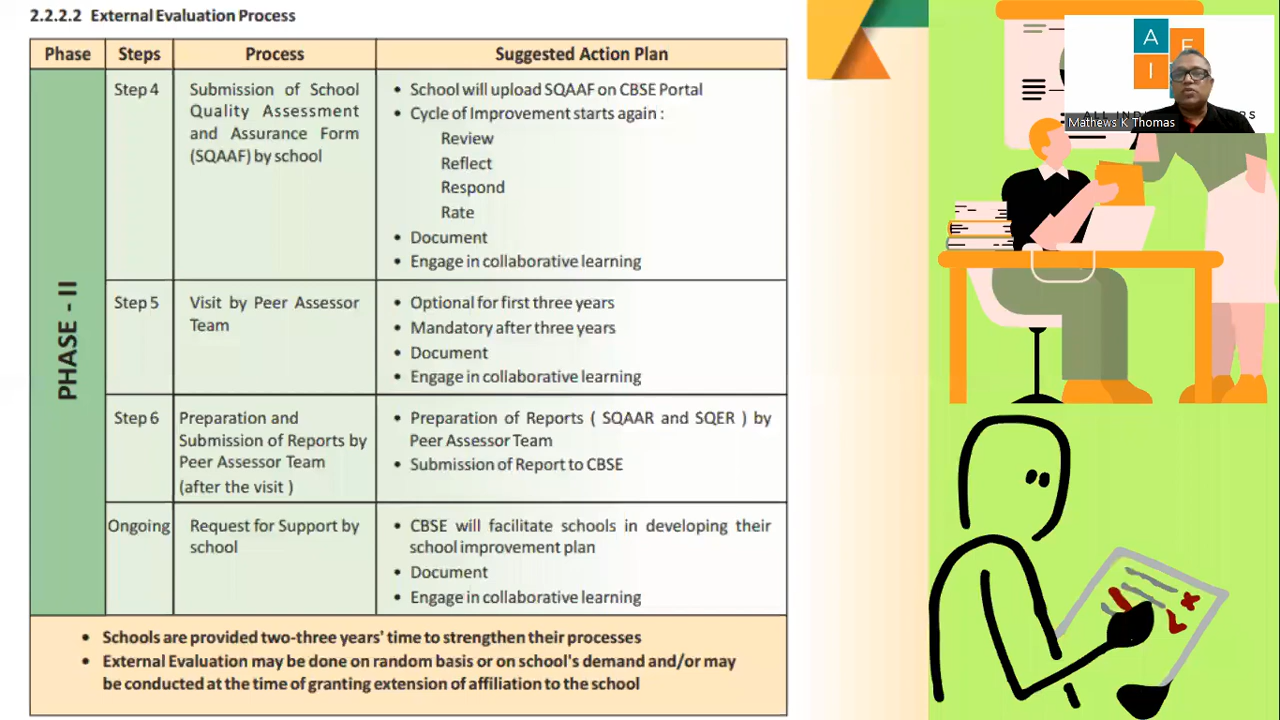 2.2.2.2 External Evaluation Process
Phase Steps Process Suggested Action Plan
PHASE - II
Step 4
Submission of School
Quality Assessment
and Assurance Form
(SQAAF) by school
• School will upload SQAAF on CBSE Portal
• Cycle of Improvement starts again :
Review
Reflect
Respond
Rate
• Document
• Engage in collaborative learning
Step 5
Visit by Peer Assessor
Team
• Optional for first three years
• Mandatory after three years
• Document
• Engage in collaborative learning
Step 6
Preparation and
Submission of Reports by
Peer Assessor Team
(after the visit )
• Preparation of Reports ( SQAAR and SQER ) by
Peer Assessor Team
• Submission of Report to CBSE
Ongoing
Request for Support by
school
• CBSE will facilitate schools in developing their
school improvement plan
• Document
• Engage in collaborative learning
• Schools are provided two-three years' time to strengthen their processes
• External Evaluation may be done on random basis or on school's demand and/or may
be conducted at the time of granting extension of affiliation to the school
A E
I
Mathews K Thomas